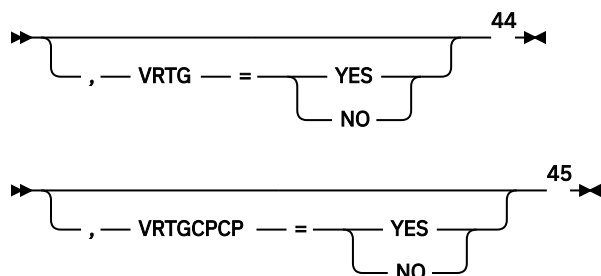 44
, VRTG = YES
NO
45
, VRTGCPCP = YES
NO